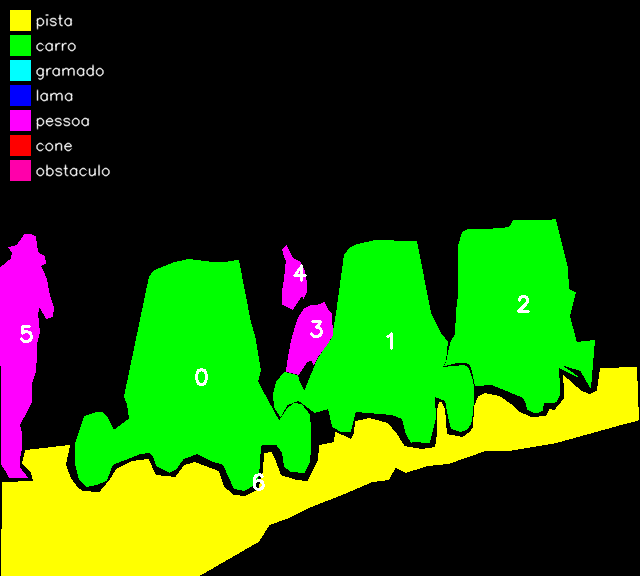 pista
carro
gramado
lama
pessoa
cone
obstaculo
4
2
3
5
1
0
6